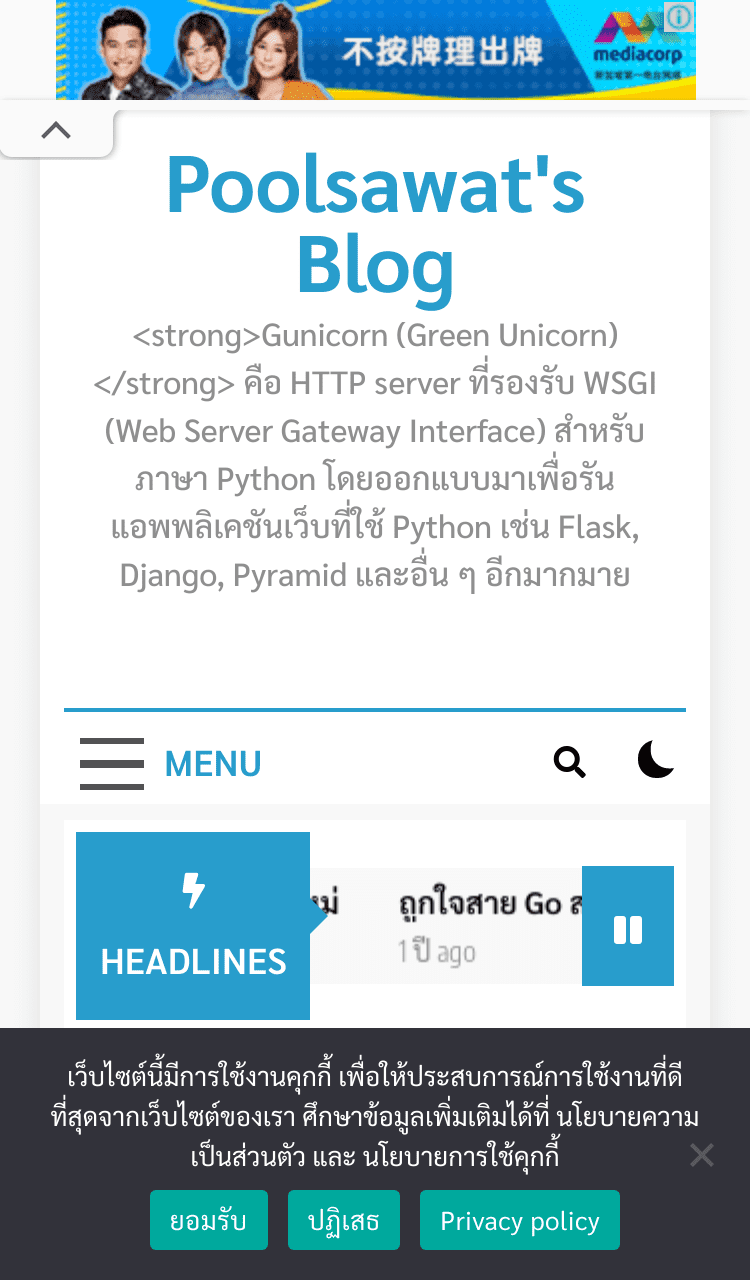 不按牌理出牌
mediacorp
Poolsawat's
Blog
<strong>Gunicorn (Green Unicorn)
</strong> คือ HTTP server ที่รองรับ WSGI
(Web Server Gateway Interface) สำหรับ
ภาษา Python โดยออกแบบมาเพื่อรัน
แอพพลิเคชันเว็บที่ใช้ Python เช่น Flask,
Django, Pyramid และอื่น ๆ อีกมากมาย
MENU
HEADLINES
ถูกใจสาย Go
1 ปี ago
เว็บไซต์นี้มีการใช้งานคุกกี้ เพื่อให้ประสบการณ์การใช้งานที่ดี
ที่สุดจากเว็บไซต์ของเรา ศึกษาข้อมูลเพิ่มเติมได้ที่ นโยบายความ
เป็นส่วนตัว และ นโยบายการใช้คุกกี้
ยอมรับ
ปฏิเสธ
Privacy policy